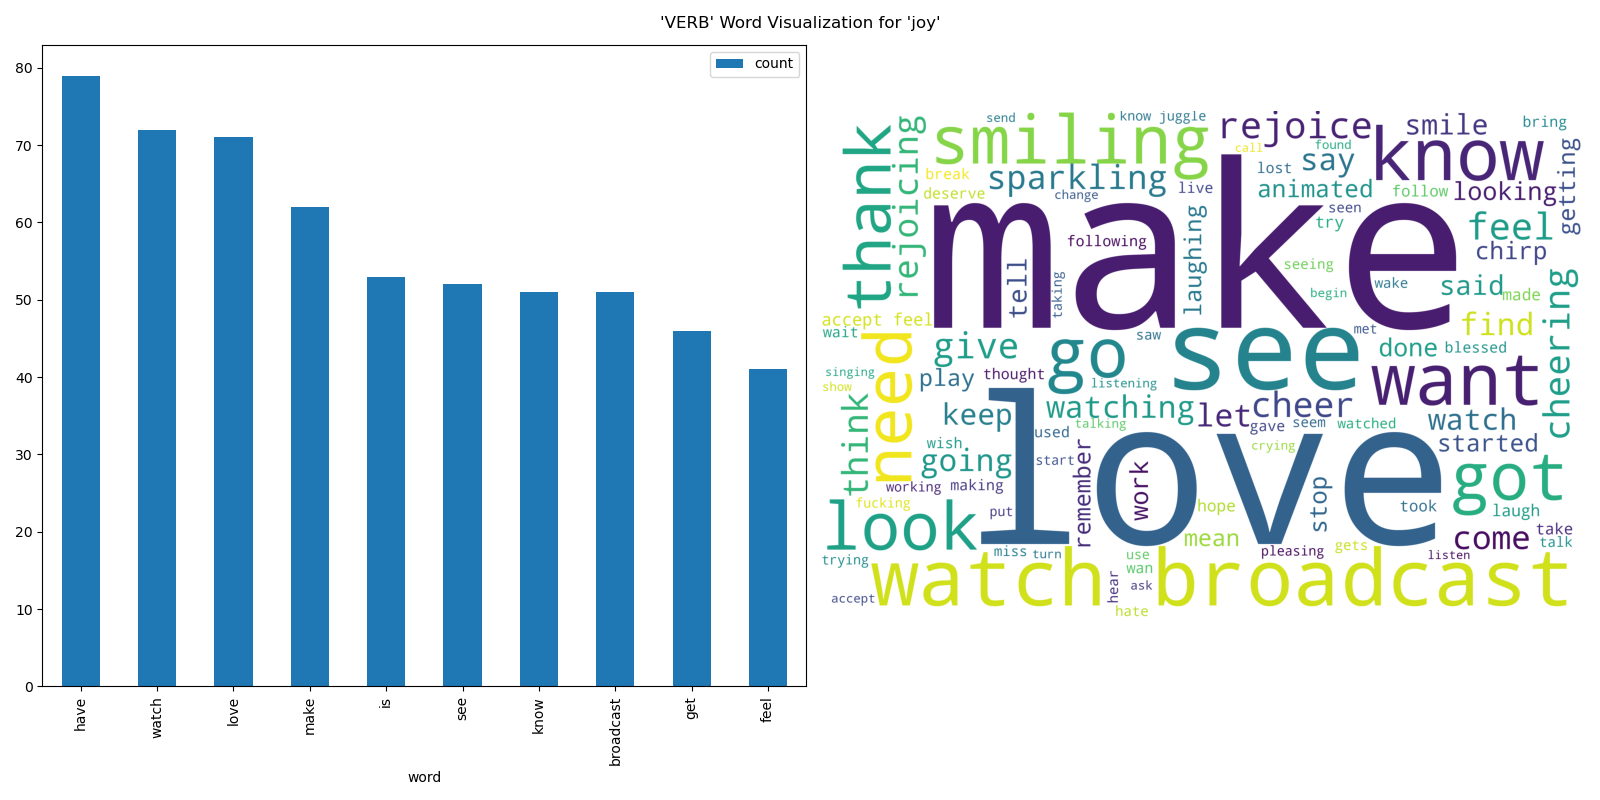 'VERB' Word Visualization for 'joy'
count
80
70
60
50
40
30
20
10
0
have
watch
love
make
is
see
know
broadcast
get
feel
word
send
know juggle
smiling
thank
rejoicing
break
deserve
sparkling
change
live
rejoice
call
found
lost
say
animated
smile
bring
know
follow
looking
getting
seen
try
feel
chirp
make
following
tell
taking
laughing
seeing
begin
wake
said
made
find
cheering
accept feel
wait
need
give
go
saw
see
met
done
blessed
singing
show
play
thought
listening
want
think
keep
watching
let
cheer
watch
wish
going
used
talking
gave
seem
watched
crying
started
start
love
working
making
fucking
remember
work
hope
stop
took
got
laugh
look
put
mean
come
take
talk
trying
miss
turn
use
pleasing
gets
listen
watch broadcast
wan
hear
ask
accept
hate